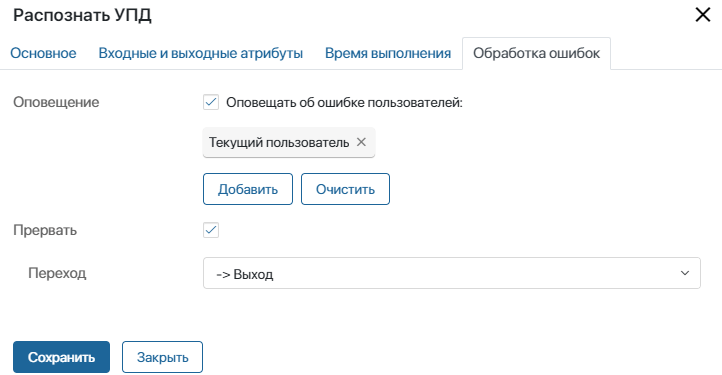 Распознать УПД
Основное Входные и выходные атрибуты Время выполнения Обработка ошибок
Оповещение Оповещать об ошибке пользователей:
Текущий пользователь
Добавить Очистить
Прервать
Переход -> Выход
Сохранить Закрыть